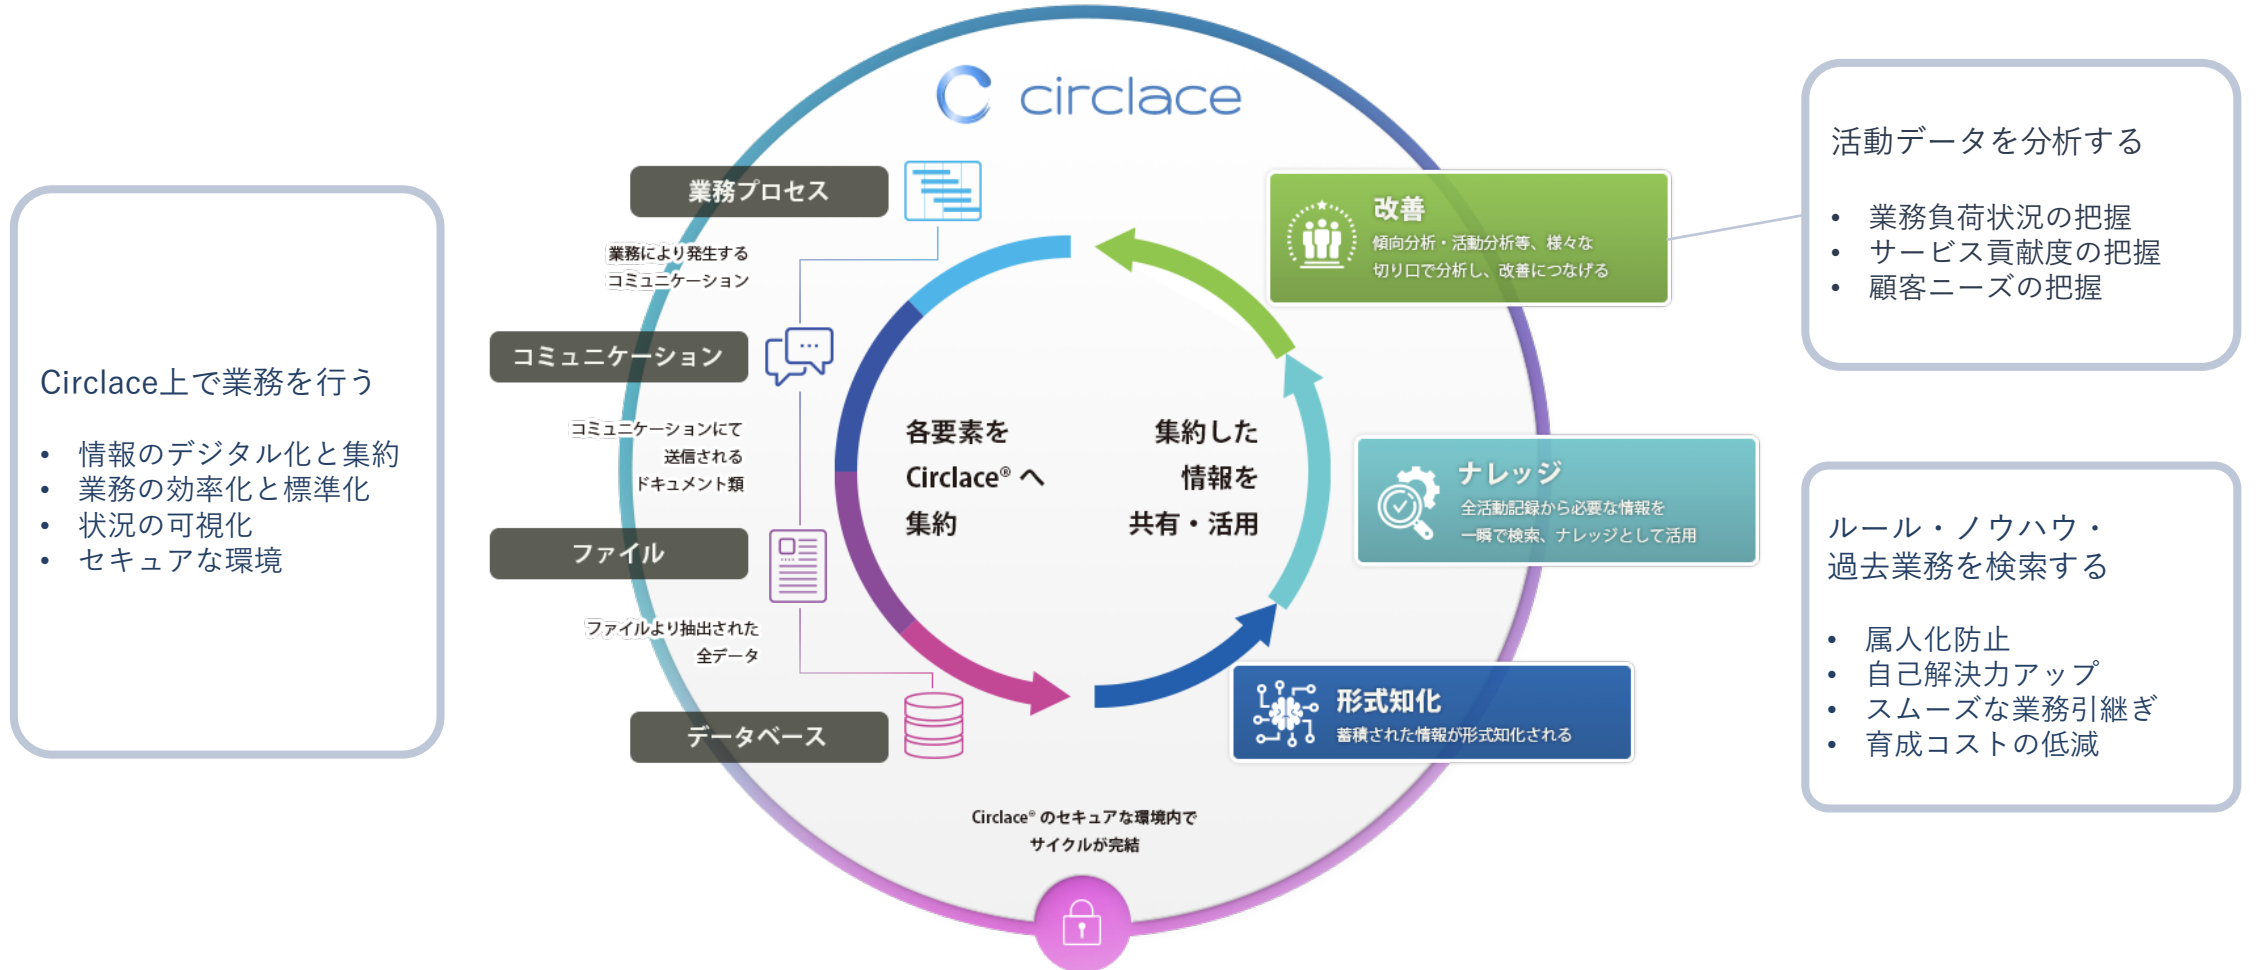 circlace
Circlace上で業務を行う
• 情報のデジタル化と集約
• 業務の効率化と標準化
• 状況の可視化
• セキュアな環境
業務プロセス
業務により発生する
コミュニケーション
コミュニケーション
コミュニケーションにて
送信される
ドキュメント類
ファイル
ファイルより抽出された
全データ
データベース
各要素を
Circlace® へ
集約
集約した
情報を
共有・活用
改善
傾向分析・活動分析等、様々な
切り口で分析し、改善につなげる
ナレッジ
全活動記録から必要な情報を
一瞬で検索、ナレッジとして活用
形式知化
蓄積された情報が形式知化される
Circlace® のセキュアな環境内で
サイクルが完結
活動データを分析する
• 業務負荷状況の把握
• サービス貢献度の把握
• 顧客ニーズの把握
ルール・ノウハウ・
過去業務を検索する
• 属人化防止
• 自己解決力アップ
• スムーズな業務引継ぎ
• 育成コストの低減